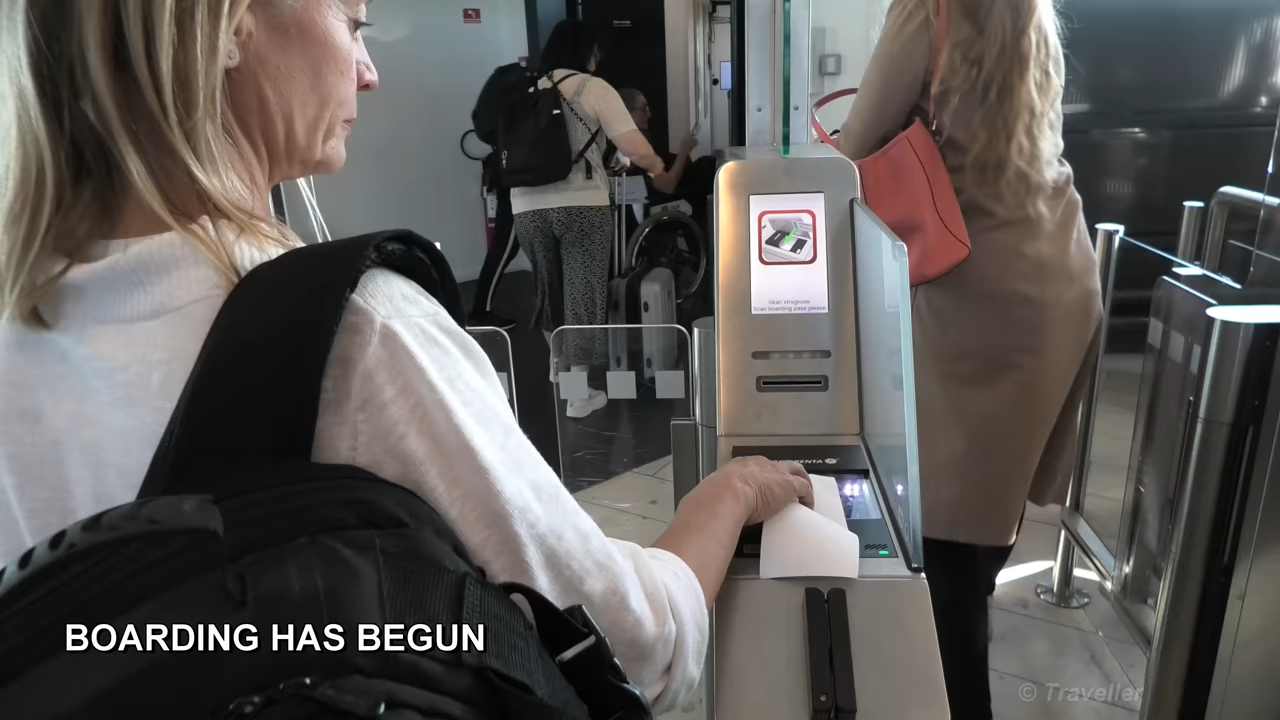 Skan stregkode
Scan boarding pass please
BOARDING HAS BEGUN
© Traveller